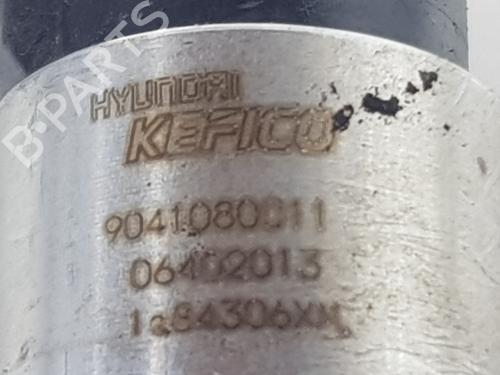 HYUNDAI
KEFICO
9041080011
06402013
1a84306XX
B-PARTS